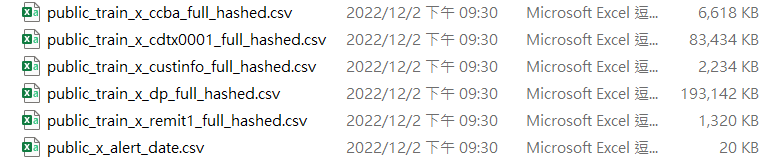 public_train_x_ccba_full_hashed.csv 2022/12/2 下午 09:30 Microsoft Excel 逗... 6,618 KB
public_train_x_cdtx0001_full_hashed.csv 2022/12/2 下午 09:30 Microsoft Excel 逗... 83,434 KB
public_train_x_custinfo_full_hashed.csv 2022/12/2 下午 09:30 Microsoft Excel 逗... 2,234 KB
public_train_x_dp_full_hashed.csv 2022/12/2 下午 09:30 Microsoft Excel 逗... 193,142 KB
public_train_x_remit1_full_hashed.csv 2022/12/2 下午 09:30 Microsoft Excel 逗... 1,320 KB
public_x_alert_date.csv 2022/12/2 下午 09:30 Microsoft Excel 逗... 20 KB